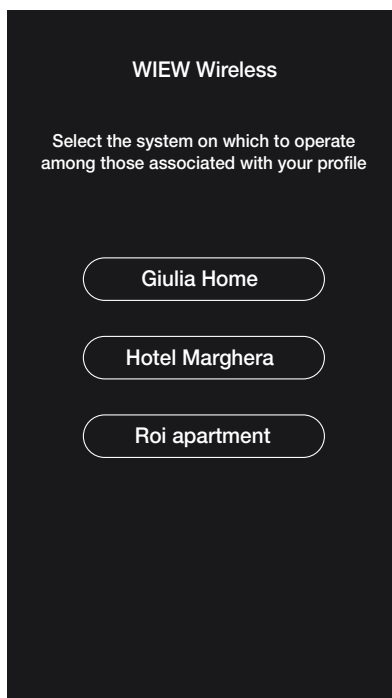 WIEW Wireless
Select the system on which to operate
among those associated with your profile
Giulia Home
Hotel Marghera
Roi apartment